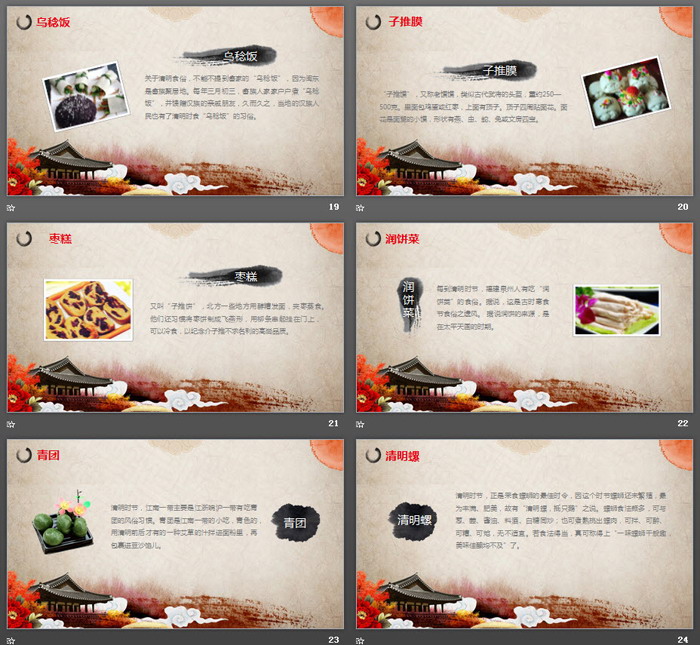 乌稔饭
乌稔饭
关于清明食俗，不能不提到畲家的“乌稔饭”，因为闽东
是畲族聚居地。每年三月初三，畲族人家家户户煮“乌稔
饭”，并馈赠汉族的亲戚朋友，久而久之，当地的汉族人
民也有了清明时食“乌稔饭”的习俗。
19
子推膜
子推膜
“子推馍”，又称老馍馍，类似古代武将的头盔，重约250—
500克。里面包鸡蛋或红枣，上面有顶子。顶子四周贴面花。面
花是面塑的小馍，形状有燕、虫、蛇、兔或文房四宝。
20
枣糕
枣糕
又叫“子推饼”，北方一些地方用酵糟发面，夹枣蒸食。
他们还习惯将枣饼制成飞燕形，用柳条串起挂在门上，
可以冷食；以纪念介子推不求名利的高尚品质。
21
润饼菜
润
饼
菜
每到清明时节，福建泉州人有吃“润
饼菜”的食俗。据说，这是古时寒食
节食俗之遗风。 据说润饼的来源，是
在太平天国的时期。
22
青团
清明时节，江南一带主要是江浙晚沪一带有吃青
团的风俗习惯。青团是江南一带的小吃，青色的，
用清明前后才有的一种艾草的汁拌进面粉里，再
包裹进豆沙馅儿。
青团
23
清明螺
清明螺
清明时节，正是采食螺蛳的最佳时令，因这个时节螺蛳还未繁殖，最
为丰满、肥美，故有“清明螺，抵只鹅”之说。螺蛳食法颇多，可与
葱、姜、酱油、料酒、白糖同炒；也可煮熟挑出螺肉，可拌、可醉、
可糟、可炝，无不适宜。若食法得当，真可称得上“一味螺蛳千般趣，
美味佳酿均不及”了。
24